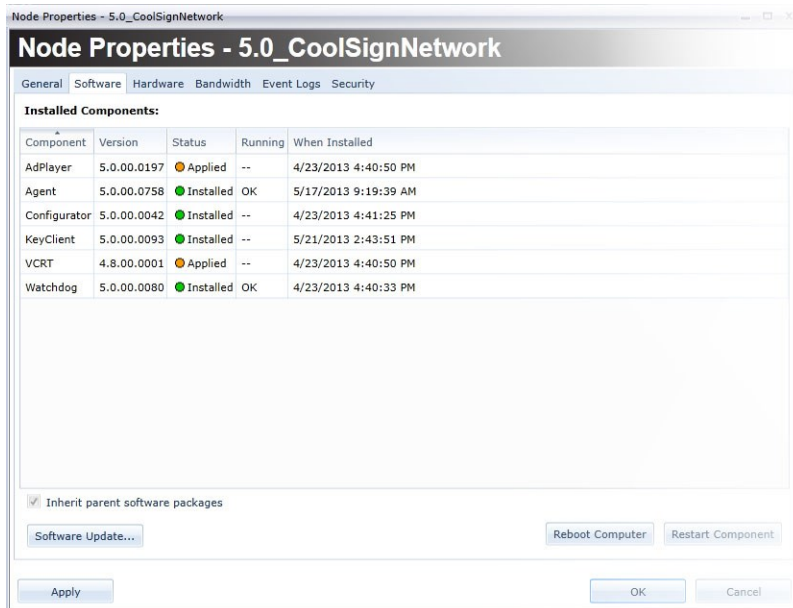 Node Properties - 5.0_CoolSignNetwork
Node Properties - 5.0_CoolSignNetwork
General Software Hardware Bandwidth Event Logs Security
Installed Components:
Component Version Status Running When Installed
AdPlayer 5.0.00.0197 Applied -- 4/23/2013 4:40:50 PM
Agent 5.0.00.0758 Installed OK 5/17/2013 9:19:39 AM
Configurator 5.0.00.0042 Installed -- 4/23/2013 4:41:25 PM
KeyClient 5.0.00.0093 Installed -- 5/21/2013 2:43:51 PM
VCRT 4.8.00.0001 Applied -- 4/23/2013 4:40:50 PM
Watchdog 5.0.00.0080 Installed OK 4/23/2013 4:40:33 PM
Inherit parent software packages
Software Update... Reboot Computer Restart Component
Apply OK Cancel